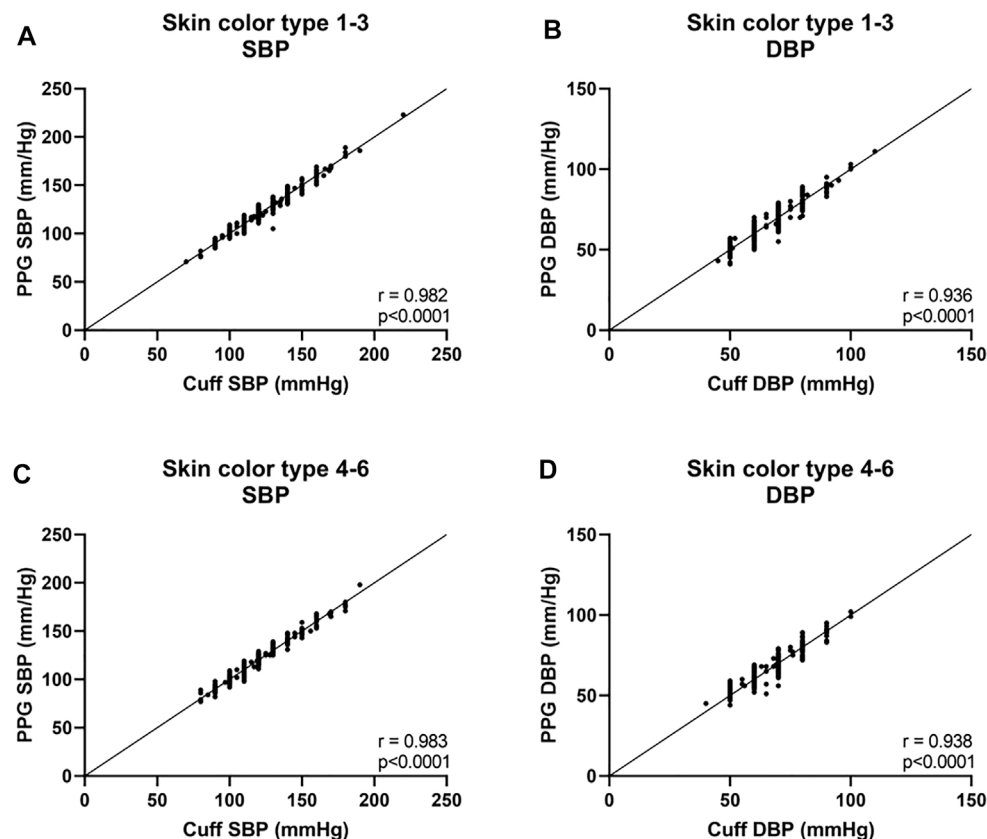 A
Skin color type 1-3
SBP
PPG SBP (mm/Hg)
250
200
150
100
50
0
r = 0.982
p<0.0001
0 50 100 150 200 250
Cuff SBP (mmHg)
B
Skin color type 1-3
DBP
PPG DBP (mm/Hg)
150
100
50
0
r = 0.936
p<0.0001
0 50 100 150
Cuff DBP (mmHg)
C
Skin color type 4-6
SBP
PPG SBP (mm/Hg)
250
200
150
100
50
0
r = 0.983
p<0.0001
0 50 100 150 200 250
Cuff SBP (mmHg)
D
Skin color type 4-6
DBP
PPG DBP (mm/Hg)
150
100
50
0
r = 0.938
p<0.0001
0 50 100 150
Cuff DBP (mmHg)